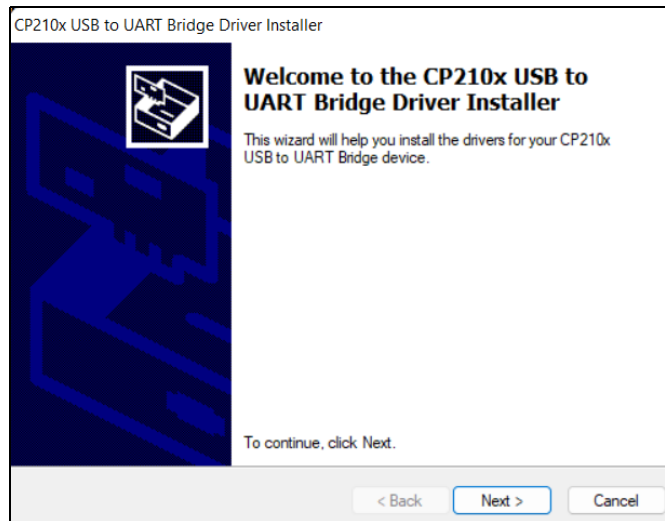 CP210x USB to UART Bridge Driver Installer
Welcome to the CP210x USB to
UART Bridge Driver Installer
This wizard will help you install the drivers for your CP210x
USB to UART Bridge device.
To continue, click Next.
< Back
Next >
Cancel